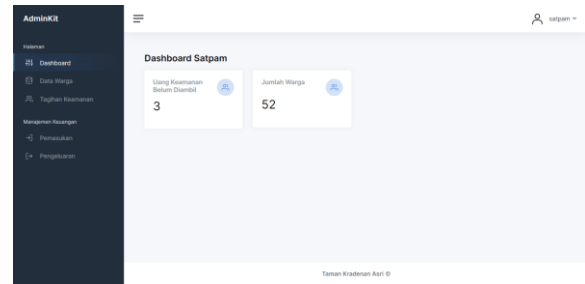 AdminKit
satpam
Halaman
Dashboard
Data Warga
Tagihan Keamanan
Manajemen Keuangan
Pemasukan
Pengeluaran
Dashboard Satpam
Uang Keamanan
Belum Diambil
3
Jumlah Warga
52
Taman Kradenan Asri ©